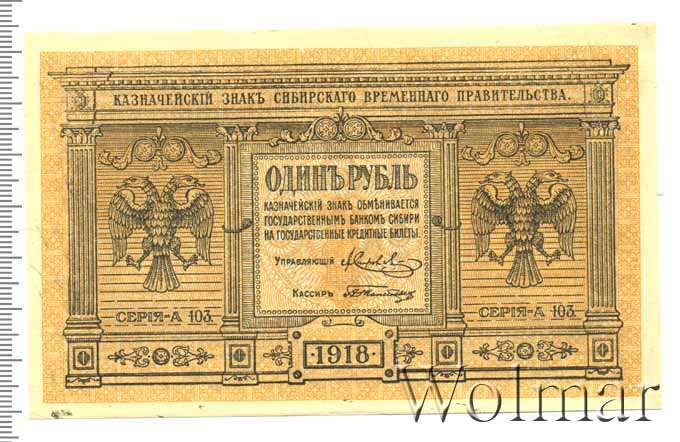 КАЗНАЧЕЙСКІЙ ЗНАКЪ СИБИРСКАГО ВРЕМЕННАГО ПРАВИТЕЛЬСТВА.
ОДИНЪ РУБЛЬ
КАЗНАЧЕЙСКІЙ ЗНАКЪ ОБМѢНИВАЕТСЯ
ГОСУДАРСТВЕННЫМЪ БАНКОМЪ СИБИРИ
НА ГОСУДАРСТВЕННЫЕ КРЕДИТНЫЕ БИЛЕТЫ.
УПРАВЛЯЮЩІЙ
КАССИРЪ
СЕРІЯ-А 103.
СЕРІЯ-А 103.
·1918·
Wolmar